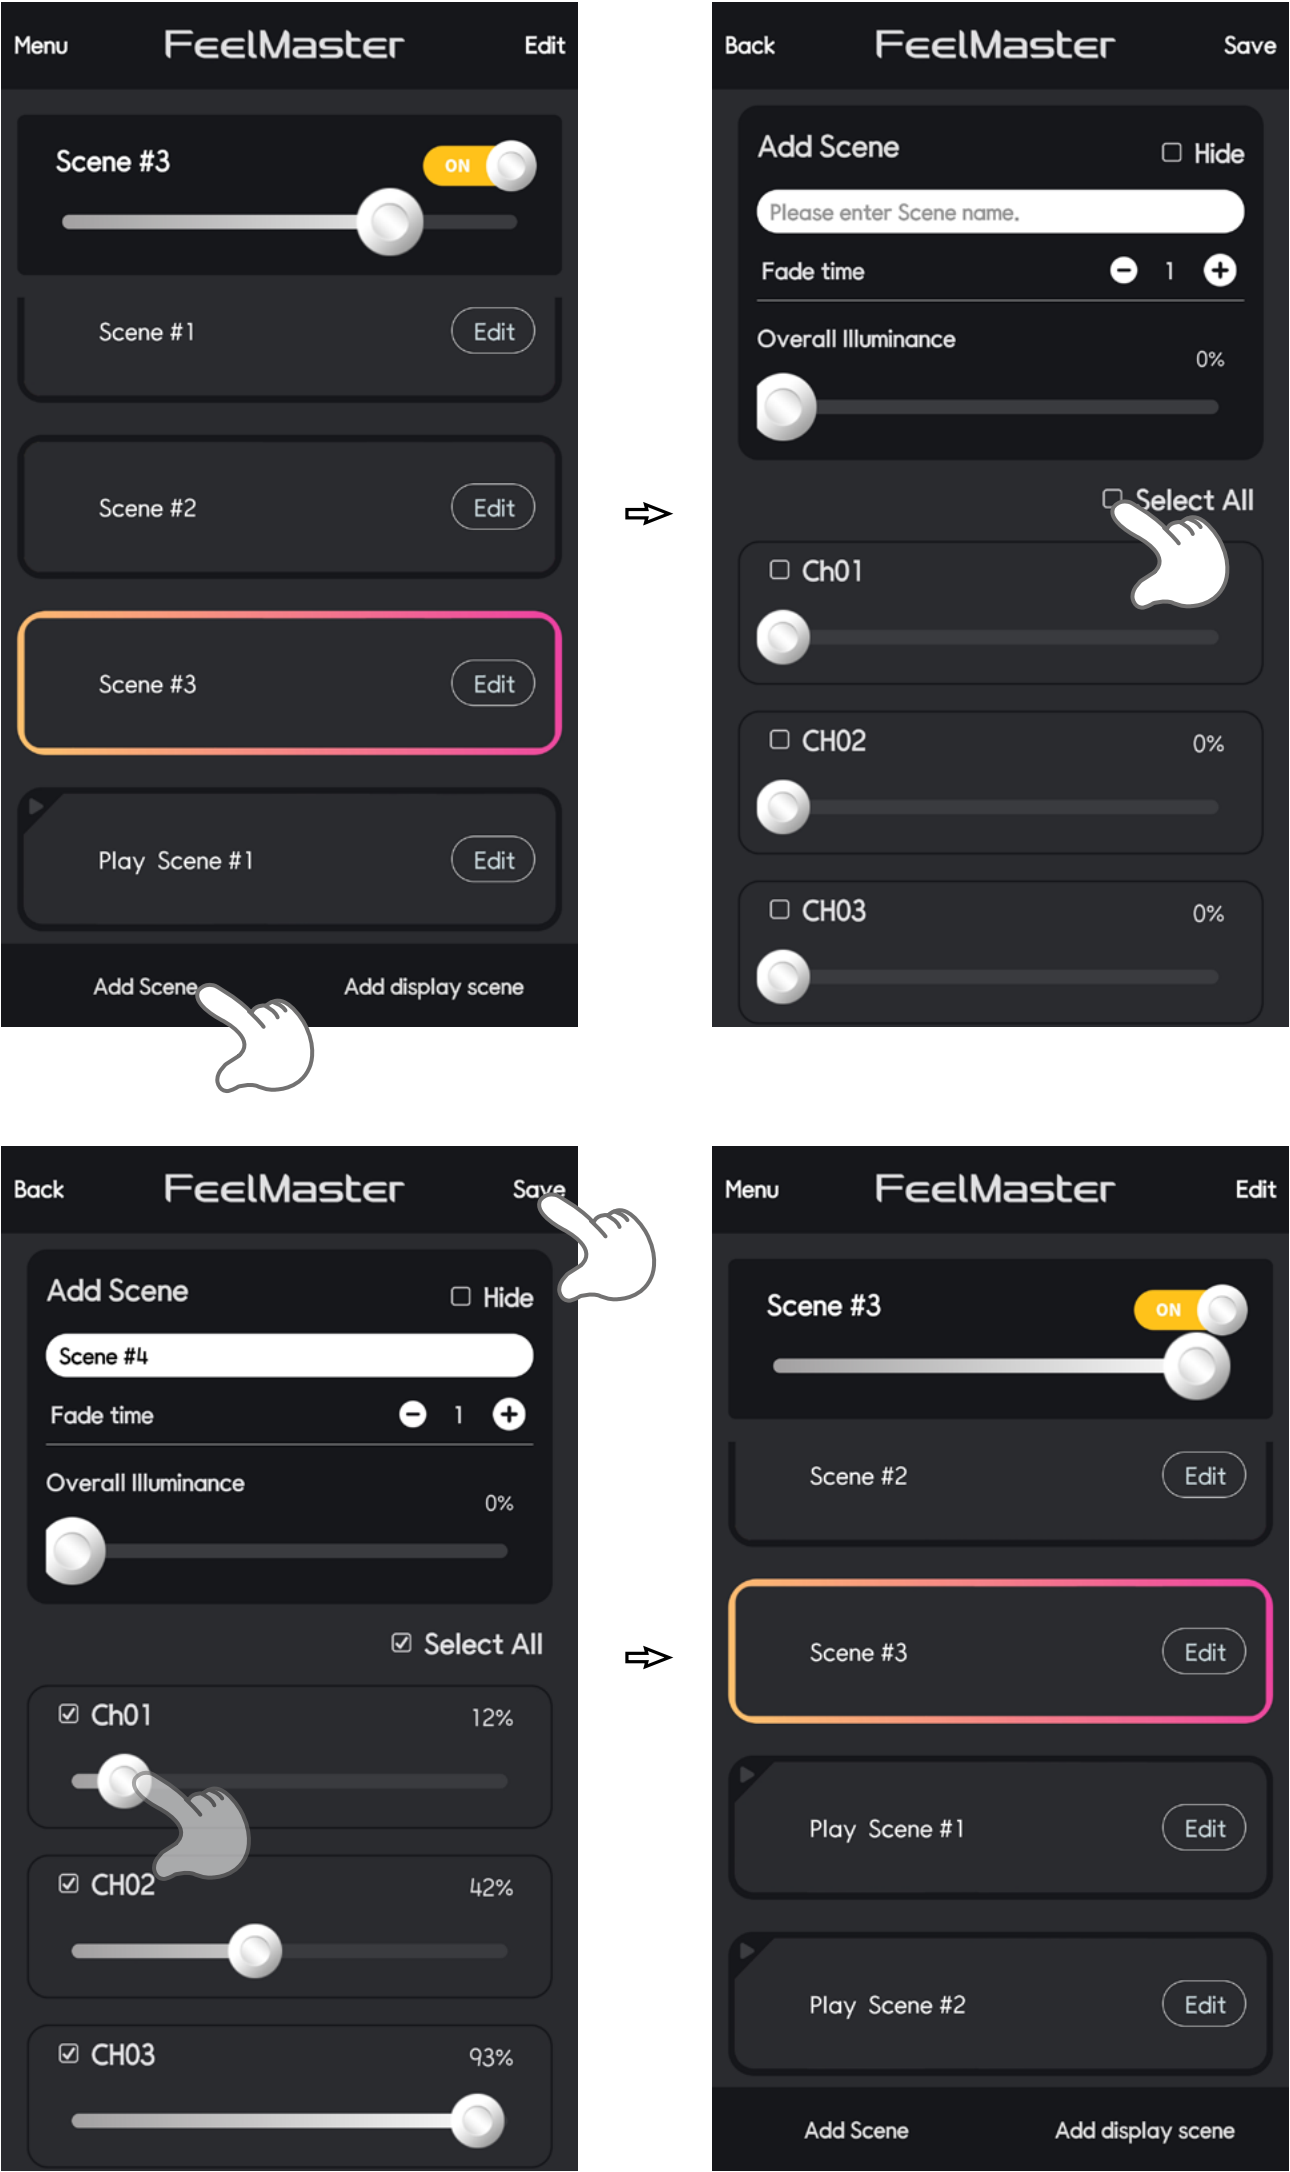 Menu FeelMaster Edit
Scene #3 ON
Scene #1 Edit
Scene #2 Edit
Scene #3 Edit
Play Scene #1 Edit
Add Scene Add display scene
Back FeelMaster Save
Add Scene Hide
Please enter Scene name.
Fade time 1
Overall Illuminance
0%
Select All
Ch01
CH02 0%
CH03 0%
Back FeelMaster Save
Add Scene Hide
Scene #4
Fade time 1
Overall Illuminance
0%
Select All
Ch01 12%
CH02 42%
CH03 93%
Menu FeelMaster Edit
Scene #3 ON
Scene #2 Edit
Scene #3 Edit
Play Scene #1 Edit
Play Scene #2 Edit
Add Scene Add display scene